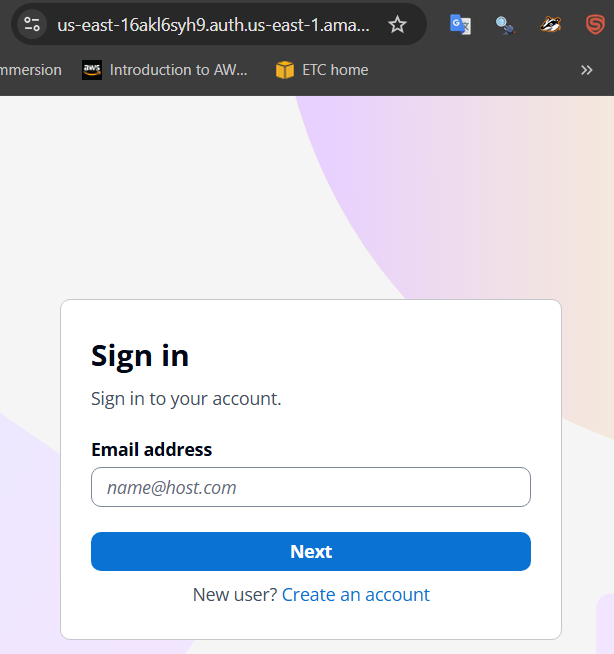 us-east-16akl6syh9.auth.us-east-1.ama...
mmersion aws Introduction to AW... ETC home »
Sign in
Sign in to your account.
Email address
name@host.com
Next
New user? Create an account